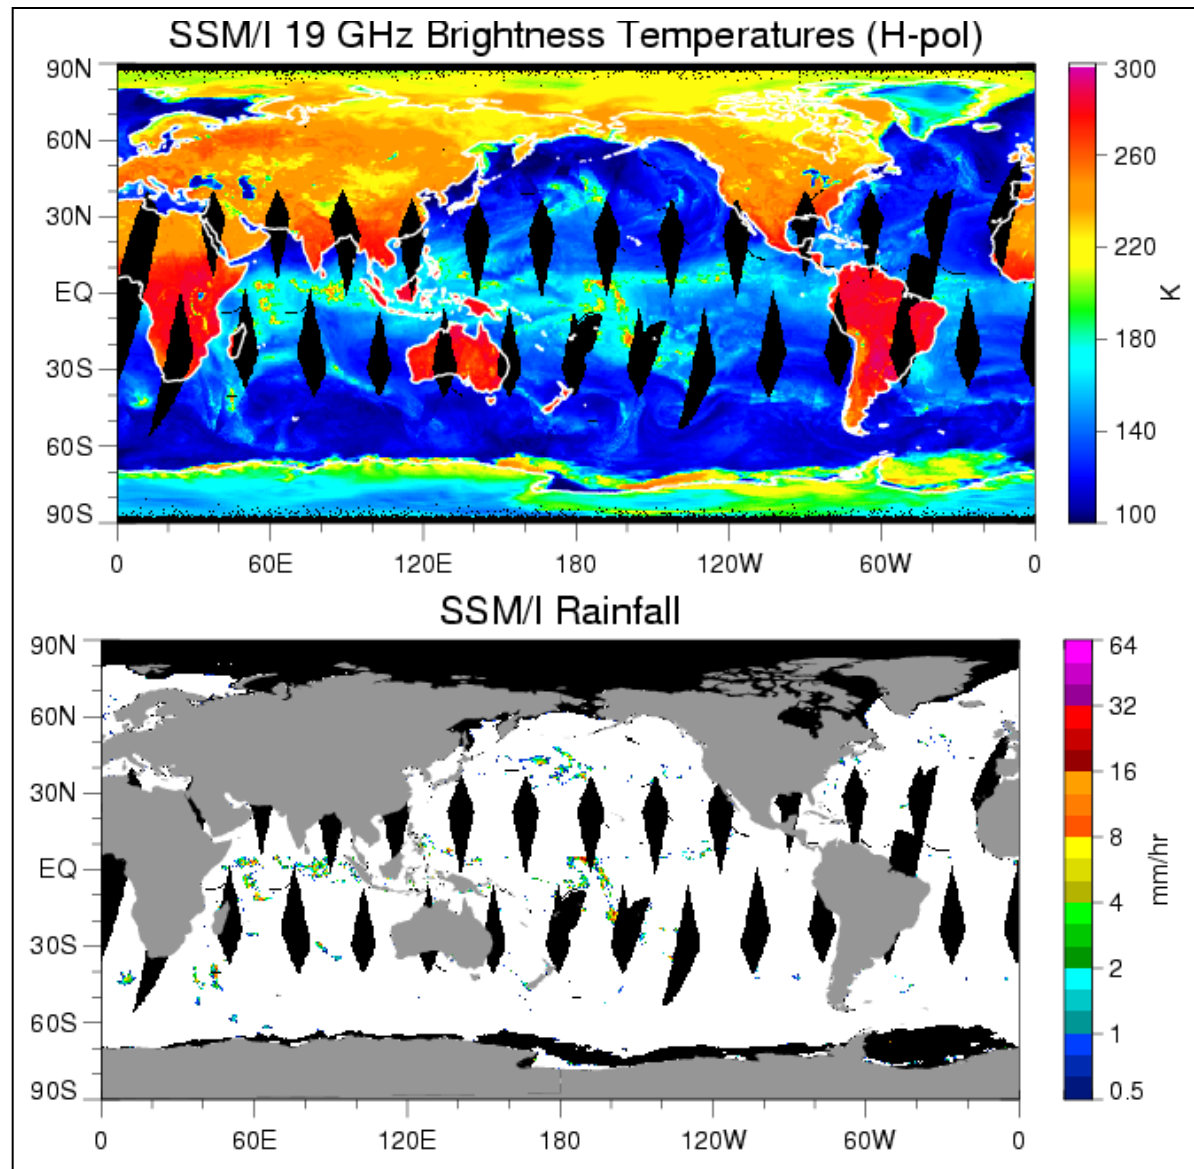 SSM/I 19 GHz Brightness Temperatures (H-pol)
90N
60N
30N
EQ
30S
60S
90S
0 60E 120E 180 120W 60W 0
300
260
220
180
140
100
K
SSM/I Rainfall
90N
60N
30N
EQ
30S
60S
90S
0 60E 120E 180 120W 60W 0
64
32
16
8
4
2
1
0.5
mm/hr